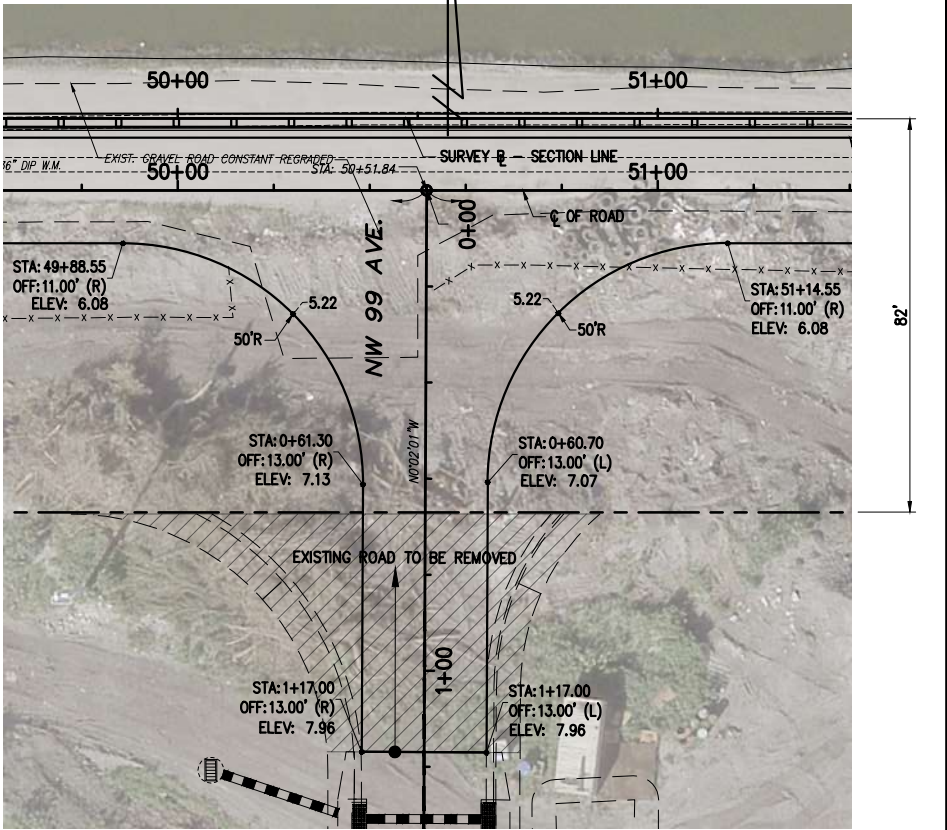 50+00
51+00
EXIST. GRAVEL ROAD CONSTANT REGRADED
SURVEY ℄ - SECTION LINE
36" DIP W.M.
50+00
STA: 50+51.84
51+00
0+00
℄ OF ROAD
NW 99 AVE.
STA: 49+88.55
OFF: 11.00' (R)
ELEV: 6.08
5.22
50'R
5.22
50'R
STA: 51+14.55
OFF: 11.00' (R)
ELEV: 6.08
82'
N0°02'01"W
STA: 0+61.30
OFF: 13.00' (R)
ELEV: 7.13
STA: 0+60.70
OFF: 13.00' (L)
ELEV: 7.07
EXISTING ROAD TO BE REMOVED
1+00
STA: 1+17.00
OFF: 13.00' (R)
ELEV: 7.96
STA: 1+17.00
OFF: 13.00' (L)
ELEV: 7.96